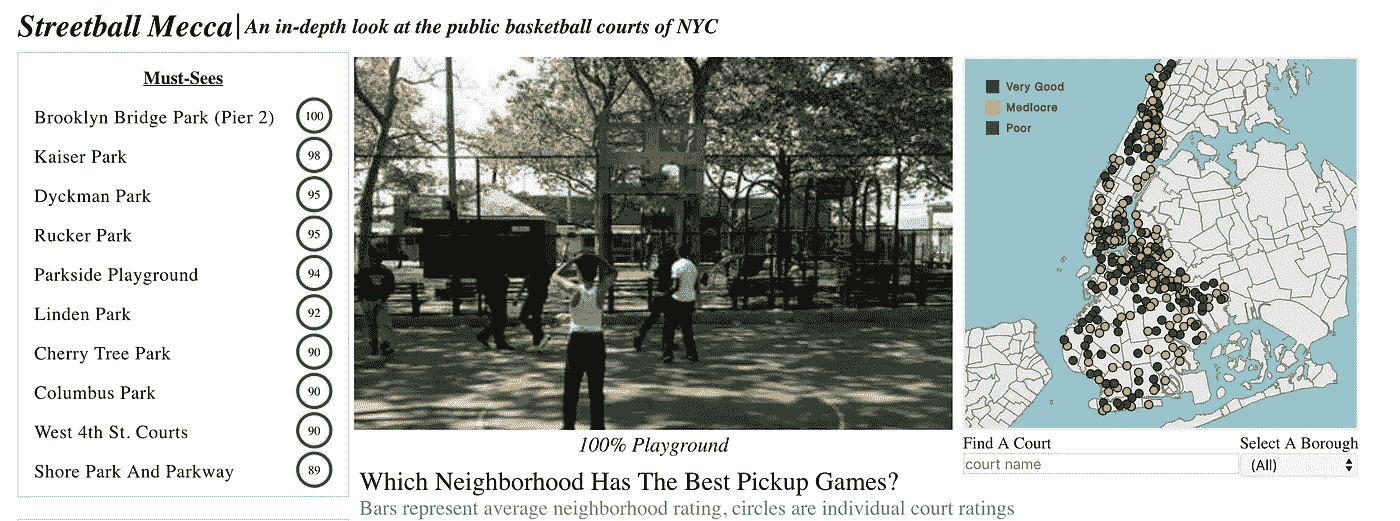 Streetball Mecca| An in-depth look at the public basketball courts of NYC
Must-Sees
Brooklyn Bridge Park (Pier 2) 100
Kaiser Park 98
Dyckman Park 95
Rucker Park 95
Parkside Playground 94
Linden Park 92
Cherry Tree Park 90
Columbus Park 90
West 4th St. Courts 90
Shore Park And Parkway 89
100% Playground
Which Neighborhood Has The Best Pickup Games?
Bars represent average neighborhood rating, circles are individual court ratings
Very Good
Mediocre
Poor
Find A Court
court name
Select A Borough
(All)